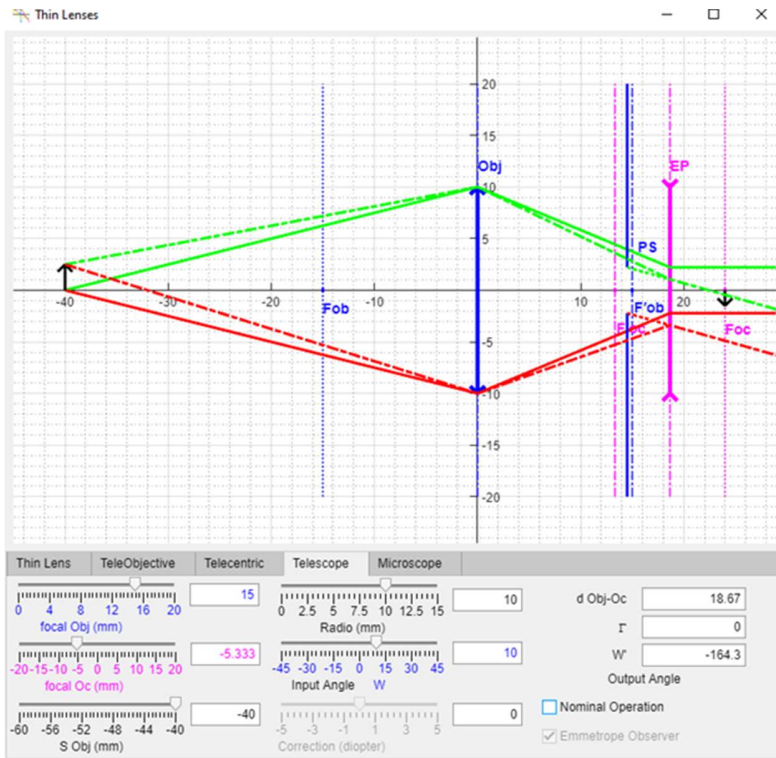 Thin Lenses
20
15
Obj
EP
10
5
PS
-40
-30
-20
-10
10
20
Fob
F'ob
Foc
-5
-10
-15
-20
Thin Lens TeleObjective Telecentric Telescope Microscope
0 4 8 12 16 20
focal Obj (mm)
15
0 2.5 5 7.5 10 12.5 15
Radio (mm)
10
d Obj-Oc
18.67
Γ
0
-20 -15 -10 -5 0 5 10 15 20
focal Oc (mm)
-5.333
-45 -30 -15 0 15 30 45
Input Angle W
10
W'
-164.3
Output Angle
-60 -56 -52 -48 -44 -40
S Obj (mm)
-40
-5 -4 -3 -2 -1 0 1 2 3 4 5
Correction (diopter)
0
Nominal Operation
Emmetrope Observer